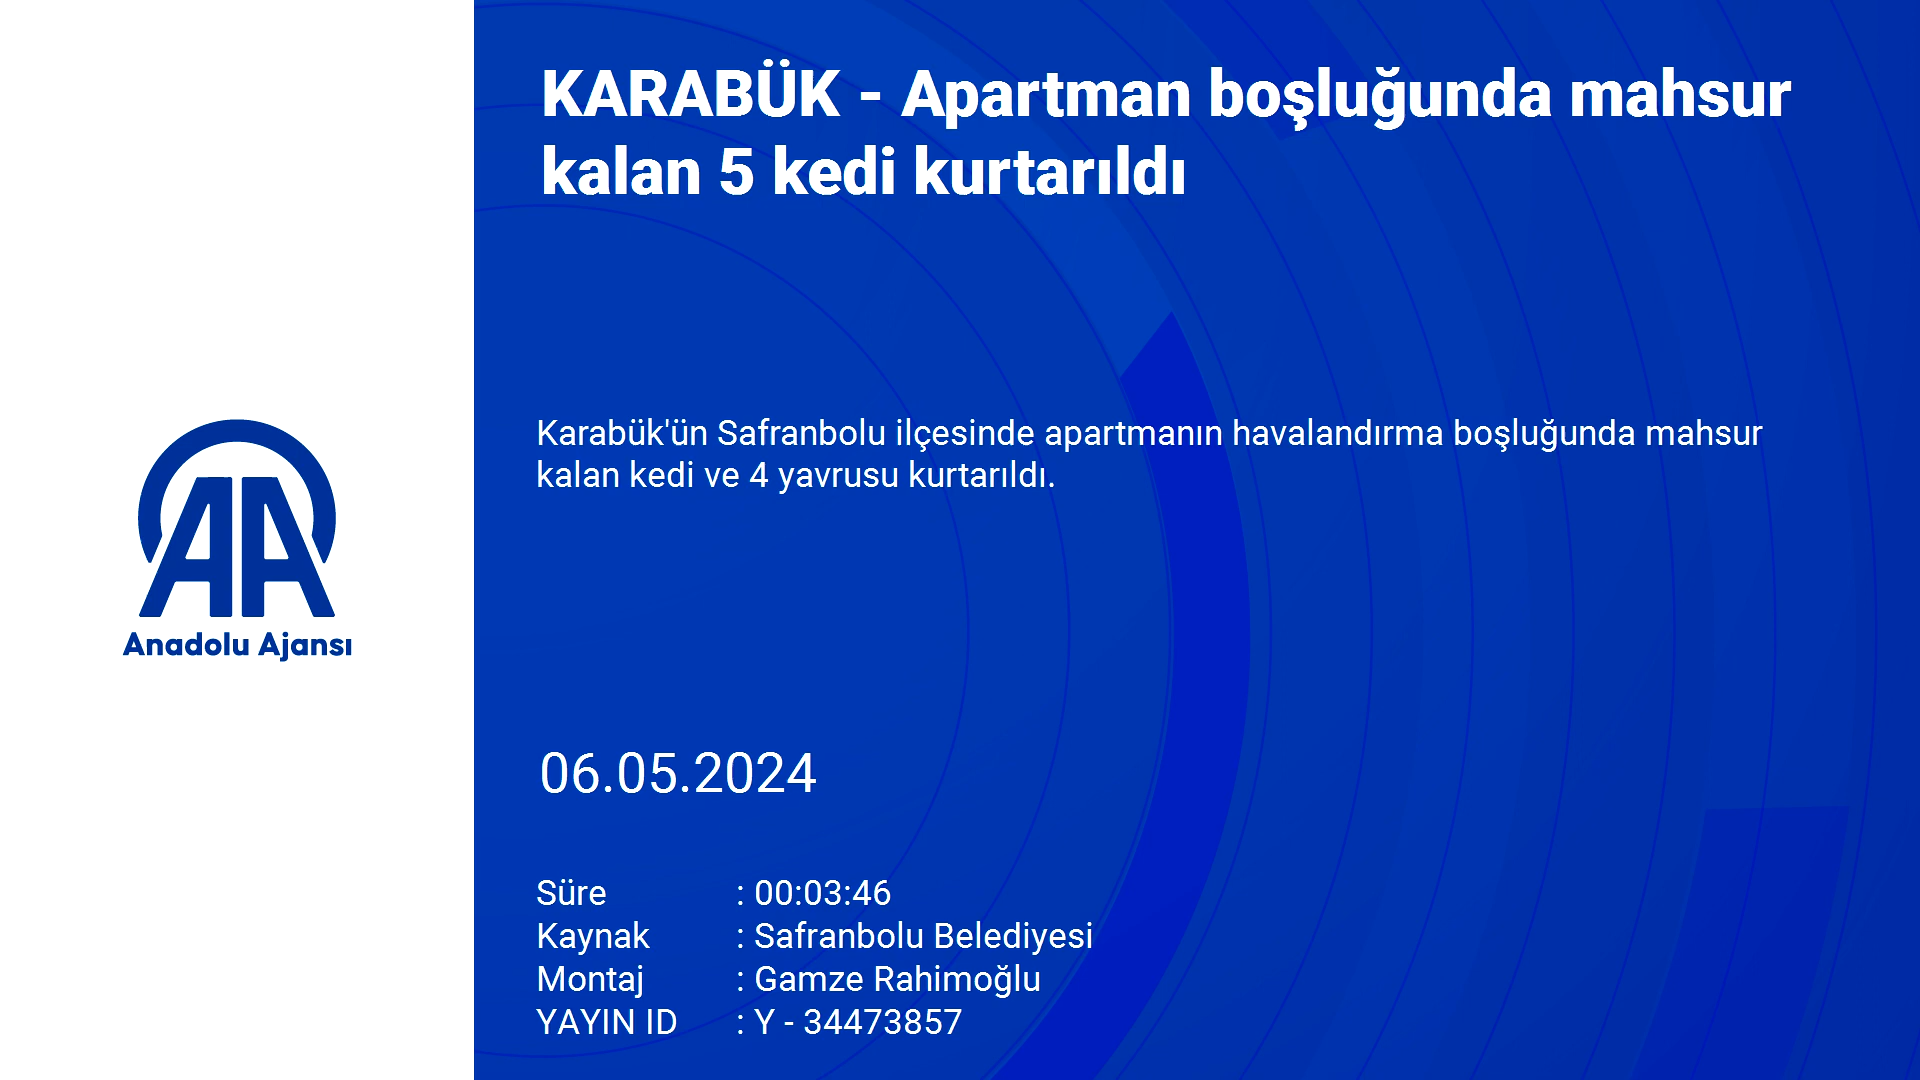 KARABÜK - Apartman boşluğunda mahsur
kalan 5 kedi kurtarıldı
Karabük'ün Safranbolu ilçesinde apartmanın havalandırma boşluğunda mahsur
kalan kedi ve 4 yavrusu kurtarıldı.
AA
Anadolu Ajansı
06.05.2024
Süre : 00:03:46
Kaynak : Safranbolu Belediyesi
Montaj : Gamze Rahimoğlu
YAYIN ID : Y - 34473857